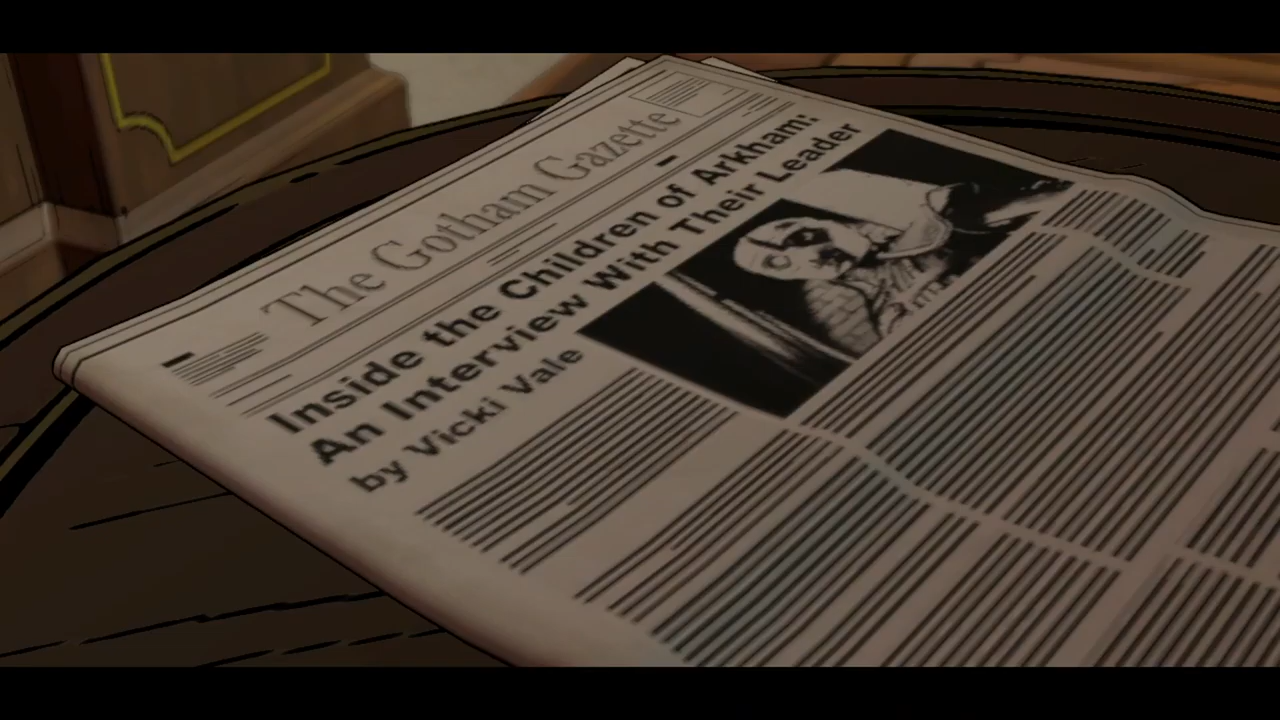 The Gotham Gazette
Inside the Children of Arkham:
An Interview With Their Leader
by Vicki Vale